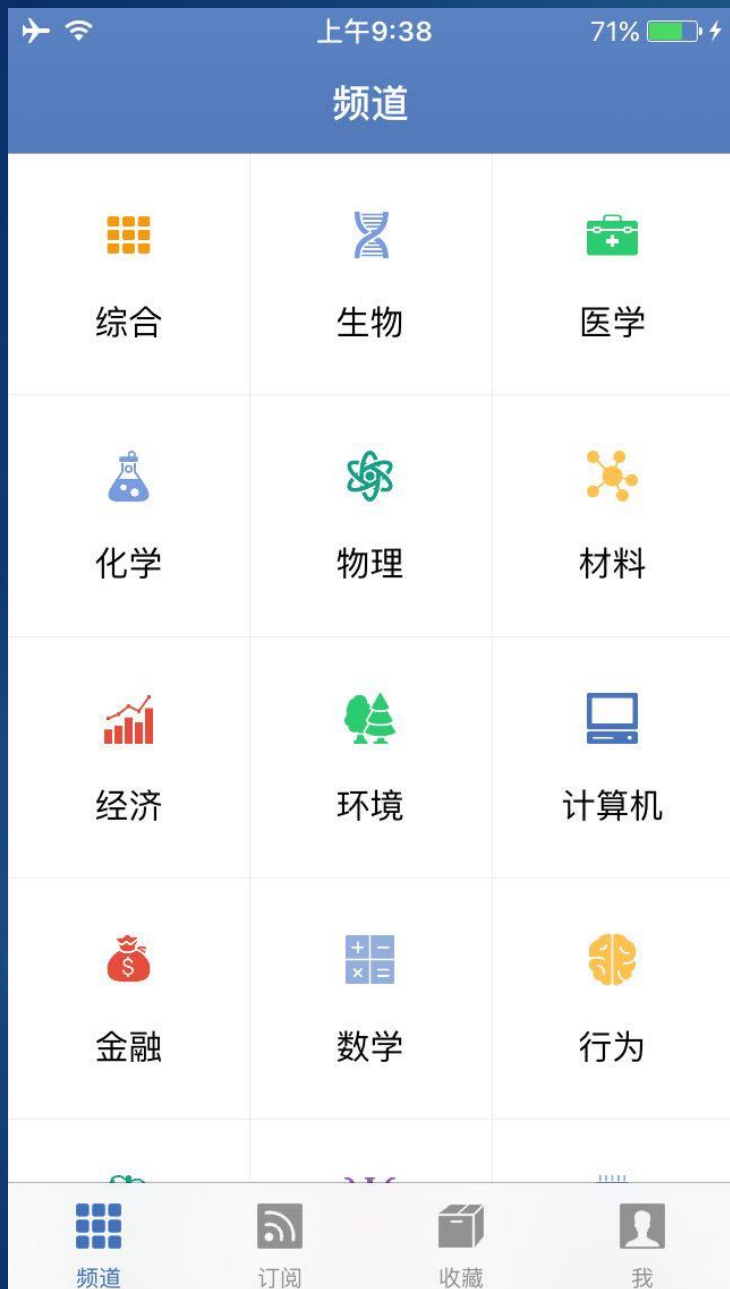 上午9:38 71%
频道
综合 生物 医学
化学 物理 材料
经济 环境 计算机
金融 数学 行为
频道 订阅 收藏 我